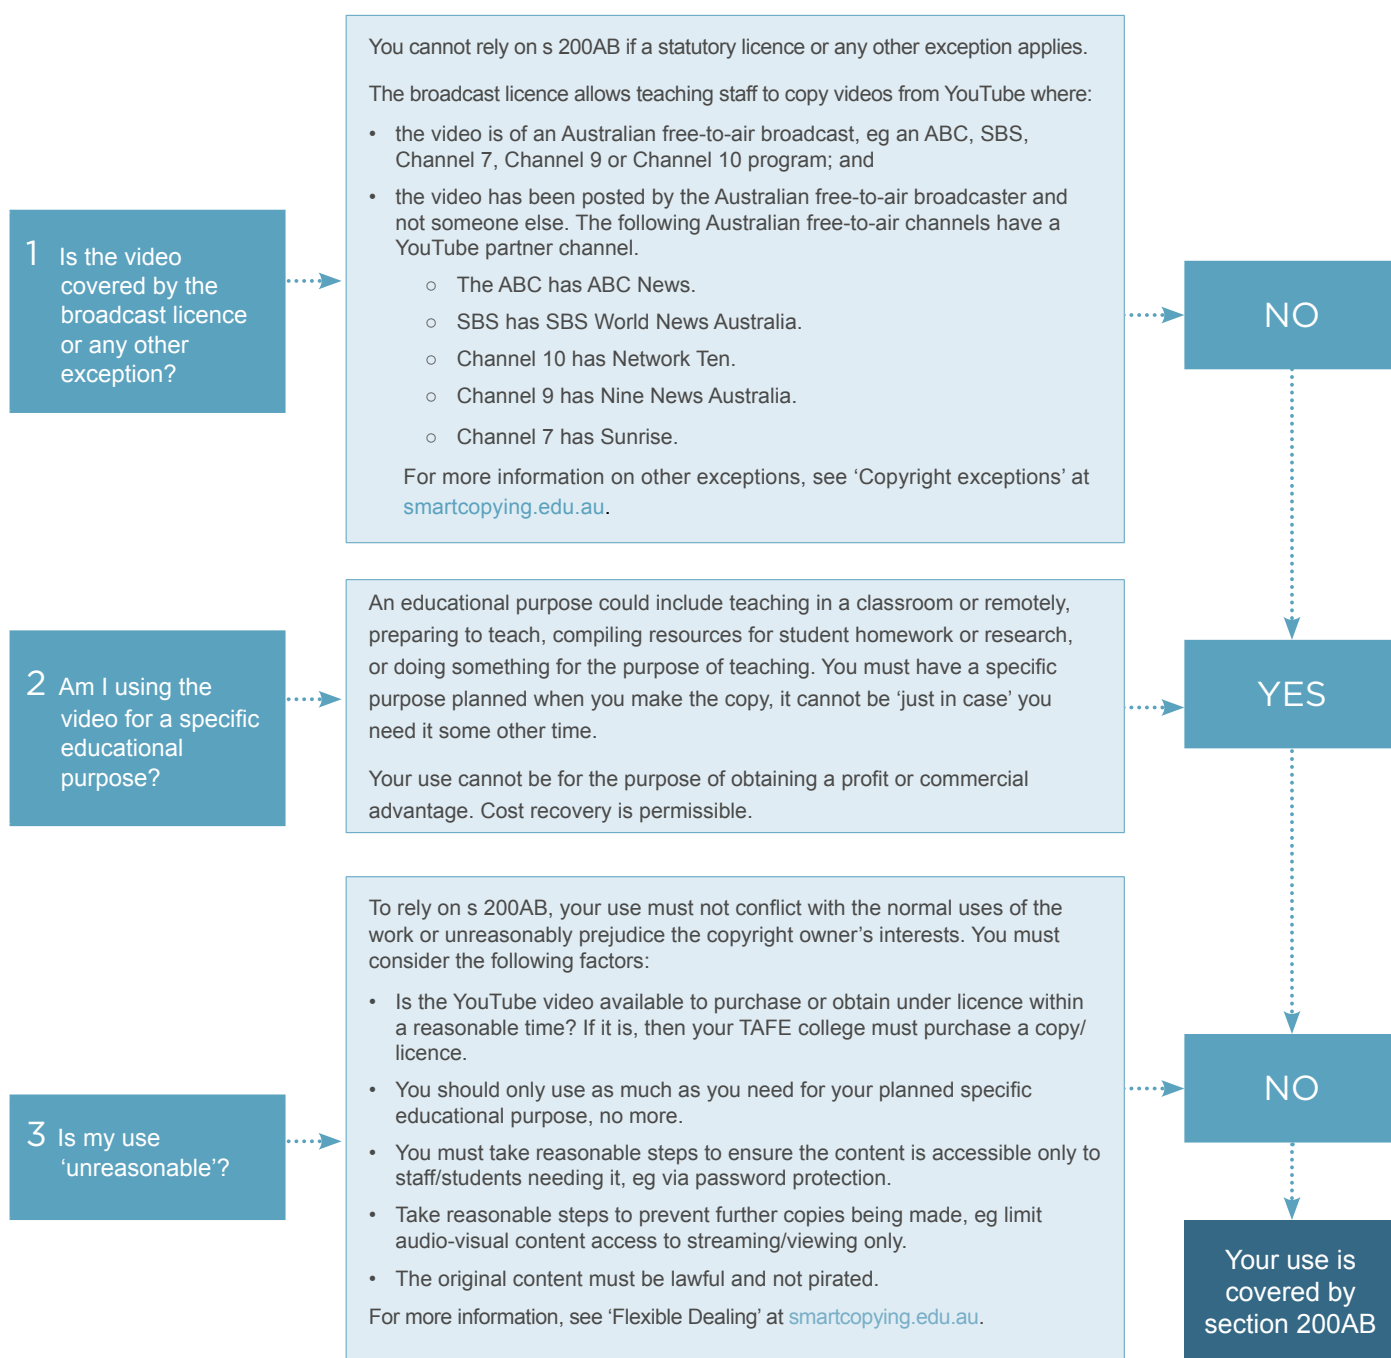 You cannot rely on s 200AB if a statutory licence or any other exception applies.
The broadcast licence allows teaching staff to copy videos from YouTube where:
• the video is of an Australian free-to-air broadcast, eg an ABC, SBS,
Channel 7, Channel 9 or Channel 10 program; and
• the video has been posted by the Australian free-to-air broadcaster and
not someone else. The following Australian free-to-air channels have a
YouTube partner channel.
○ The ABC has ABC News.
○ SBS has SBS World News Australia.
○ Channel 10 has Network Ten.
○ Channel 9 has Nine News Australia.
○ Channel 7 has Sunrise.
For more information on other exceptions, see ‘Copyright exceptions’ at
smartcopying.edu.au.
1 Is the video
covered by the
broadcast licence
or any other
exception?
NO
2 Am I using the
video for a specific
educational
purpose?
An educational purpose could include teaching in a classroom or remotely,
preparing to teach, compiling resources for student homework or research,
or doing something for the purpose of teaching. You must have a specific
purpose planned when you make the copy, it cannot be ‘just in case’ you
need it some other time.
Your use cannot be for the purpose of obtaining a profit or commercial
advantage. Cost recovery is permissible.
YES
3 Is my use
‘unreasonable’?
To rely on s 200AB, your use must not conflict with the normal uses of the
work or unreasonably prejudice the copyright owner’s interests. You must
consider the following factors:
• Is the YouTube video available to purchase or obtain under licence within
a reasonable time? If it is, then your TAFE college must purchase a copy/
licence.
• You should only use as much as you need for your planned specific
educational purpose, no more.
• You must take reasonable steps to ensure the content is accessible only to
staff/students needing it, eg via password protection.
• Take reasonable steps to prevent further copies being made, eg limit
audio-visual content access to streaming/viewing only.
• The original content must be lawful and not pirated.
For more information, see ‘Flexible Dealing’ at smartcopying.edu.au.
NO
Your use is
covered by
section 200AB